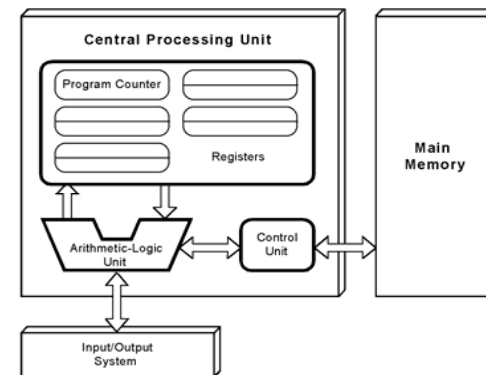 Central Processing Unit
Program Counter
Registers
Main
Memory
Arithmetic-Logic
Unit
Control
Unit
Input/Output
System